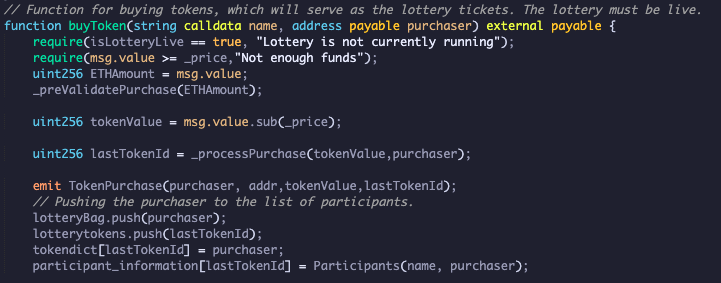 // Function for buying tokens, which will serve as the lottery tickets. The lottery must be live.
function buyToken(string calldata name, address payable purchaser) external payable {
require(isLotteryLive == true, "Lottery is not currently running");
require(msg.value >= _price,"Not enough funds");
uint256 ETHAmount = msg.value;
_preValidatePurchase(ETHAmount);
uint256 tokenValue = msg.value.sub(_price);
uint256 lastTokenId = _processPurchase(tokenValue,purchaser);
emit TokenPurchase(purchaser, addr,tokenValue,lastTokenId);
// Pushing the purchaser to the list of participants.
lotteryBag.push(purchaser);
lotterytokens.push(lastTokenId);
tokendict[lastTokenId] = purchaser;
participant_information[lastTokenId] = Participants(name, purchaser);